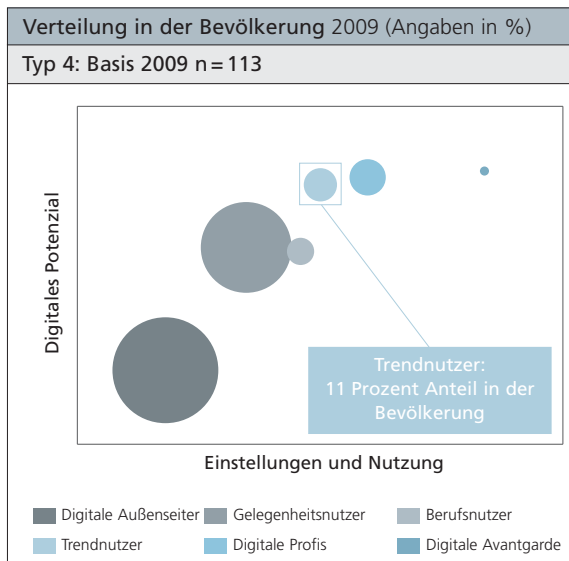 Verteilung in der Bevölkerung 2009 (Angaben in %)
Typ 4: Basis 2009 n = 113
Digitales Potenzial
Trendnutzer:
11 Prozent Anteil in der
Bevölkerung
Einstellungen und Nutzung
Digitale Außenseiter
Gelegenheitsnutzer
Berufsnutzer
Trendnutzer
Digitale Profis
Digitale Avantgarde